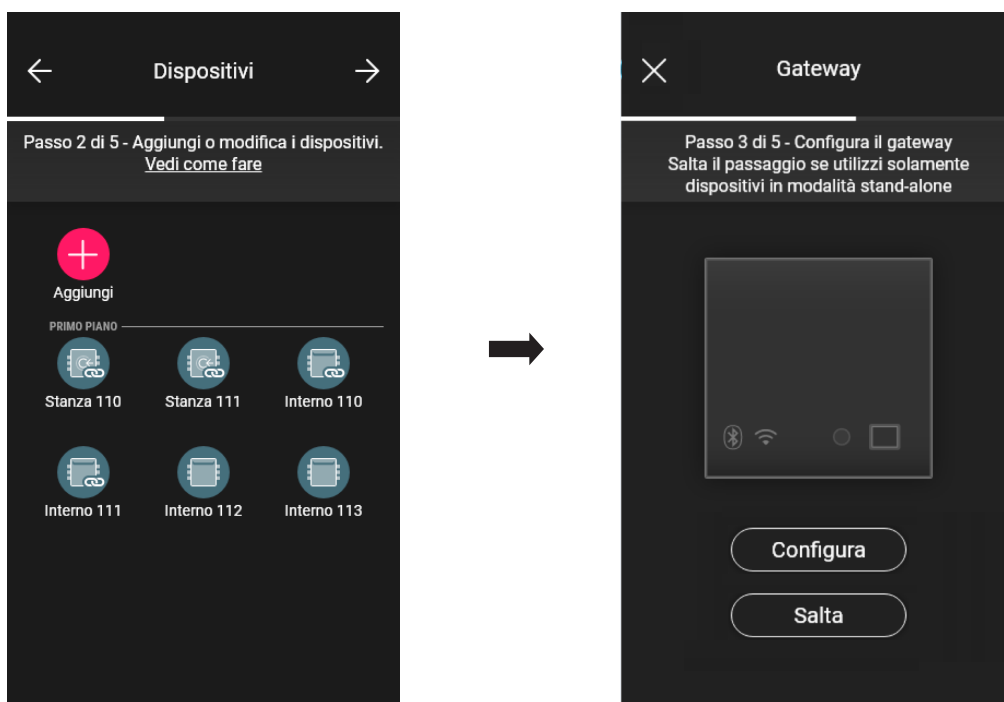 Dispositivi
Passo 2 di 5 - Aggiungi o modifica i dispositivi.
Vedi come fare
Aggiungi
PRIMO PIANO
Stanza 110
Stanza 111
Interno 110
Interno 111
Interno 112
Interno 113
Gateway
Passo 3 di 5 - Configura il gateway
Salta il passaggio se utilizzi solamente
dispositivi in modalità stand-alone
Configura
Salta